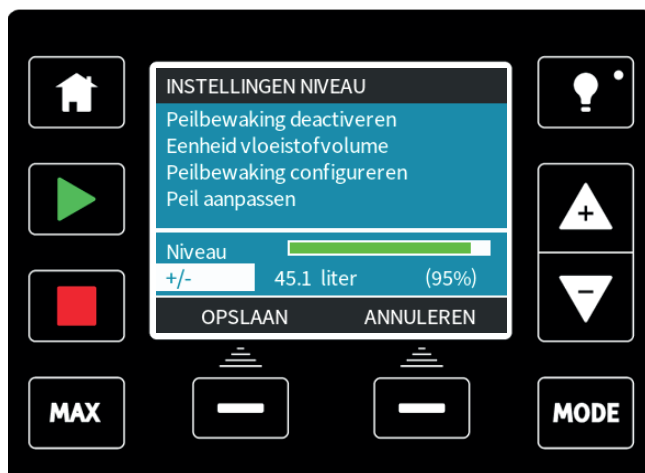 INSTELLINGEN NIVEAU
Peilbewaking deactiveren
Eenheid vloeistofvolume
Peilbewaking configureren
Peil aanpassen
Niveau
+/- 45.1 liter (95%)
OPSLAAN ANNULEREN
+
−
MAX
MODE